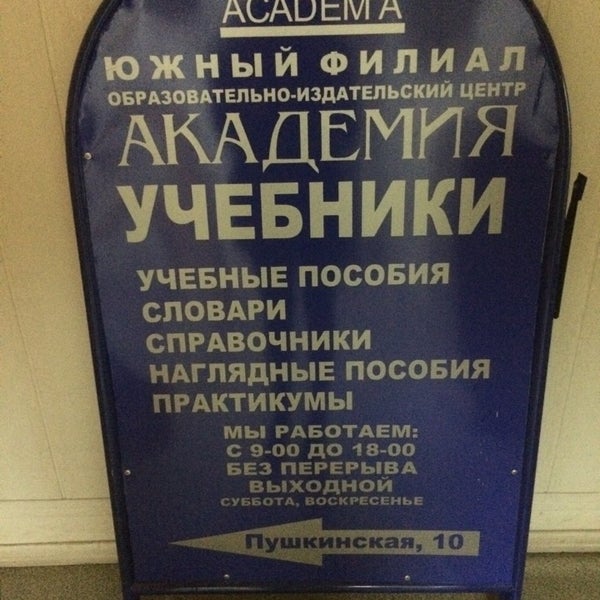 ACADEM A
ЮЖНЫЙ ФИЛИАЛ
ОБРАЗОВАТЕЛЬНО-ИЗДАТЕЛЬСКИЙ ЦЕНТР
АКАДЕМИЯ
УЧЕБНИКИ
УЧЕБНЫЕ ПОСОБИЯ
СЛОВАРИ
СПРАВОЧНИКИ
НАГЛЯДНЫЕ ПОСОБИЯ
ПРАКТИКУМЫ
МЫ РАБОТАЕМ:
С 9-00 ДО 18-00
БЕЗ ПЕРЕРЫВА
ВЫХОДНОЙ
СУББОТА, ВОСКРЕСЕНЬЕ
Пушкинская, 10